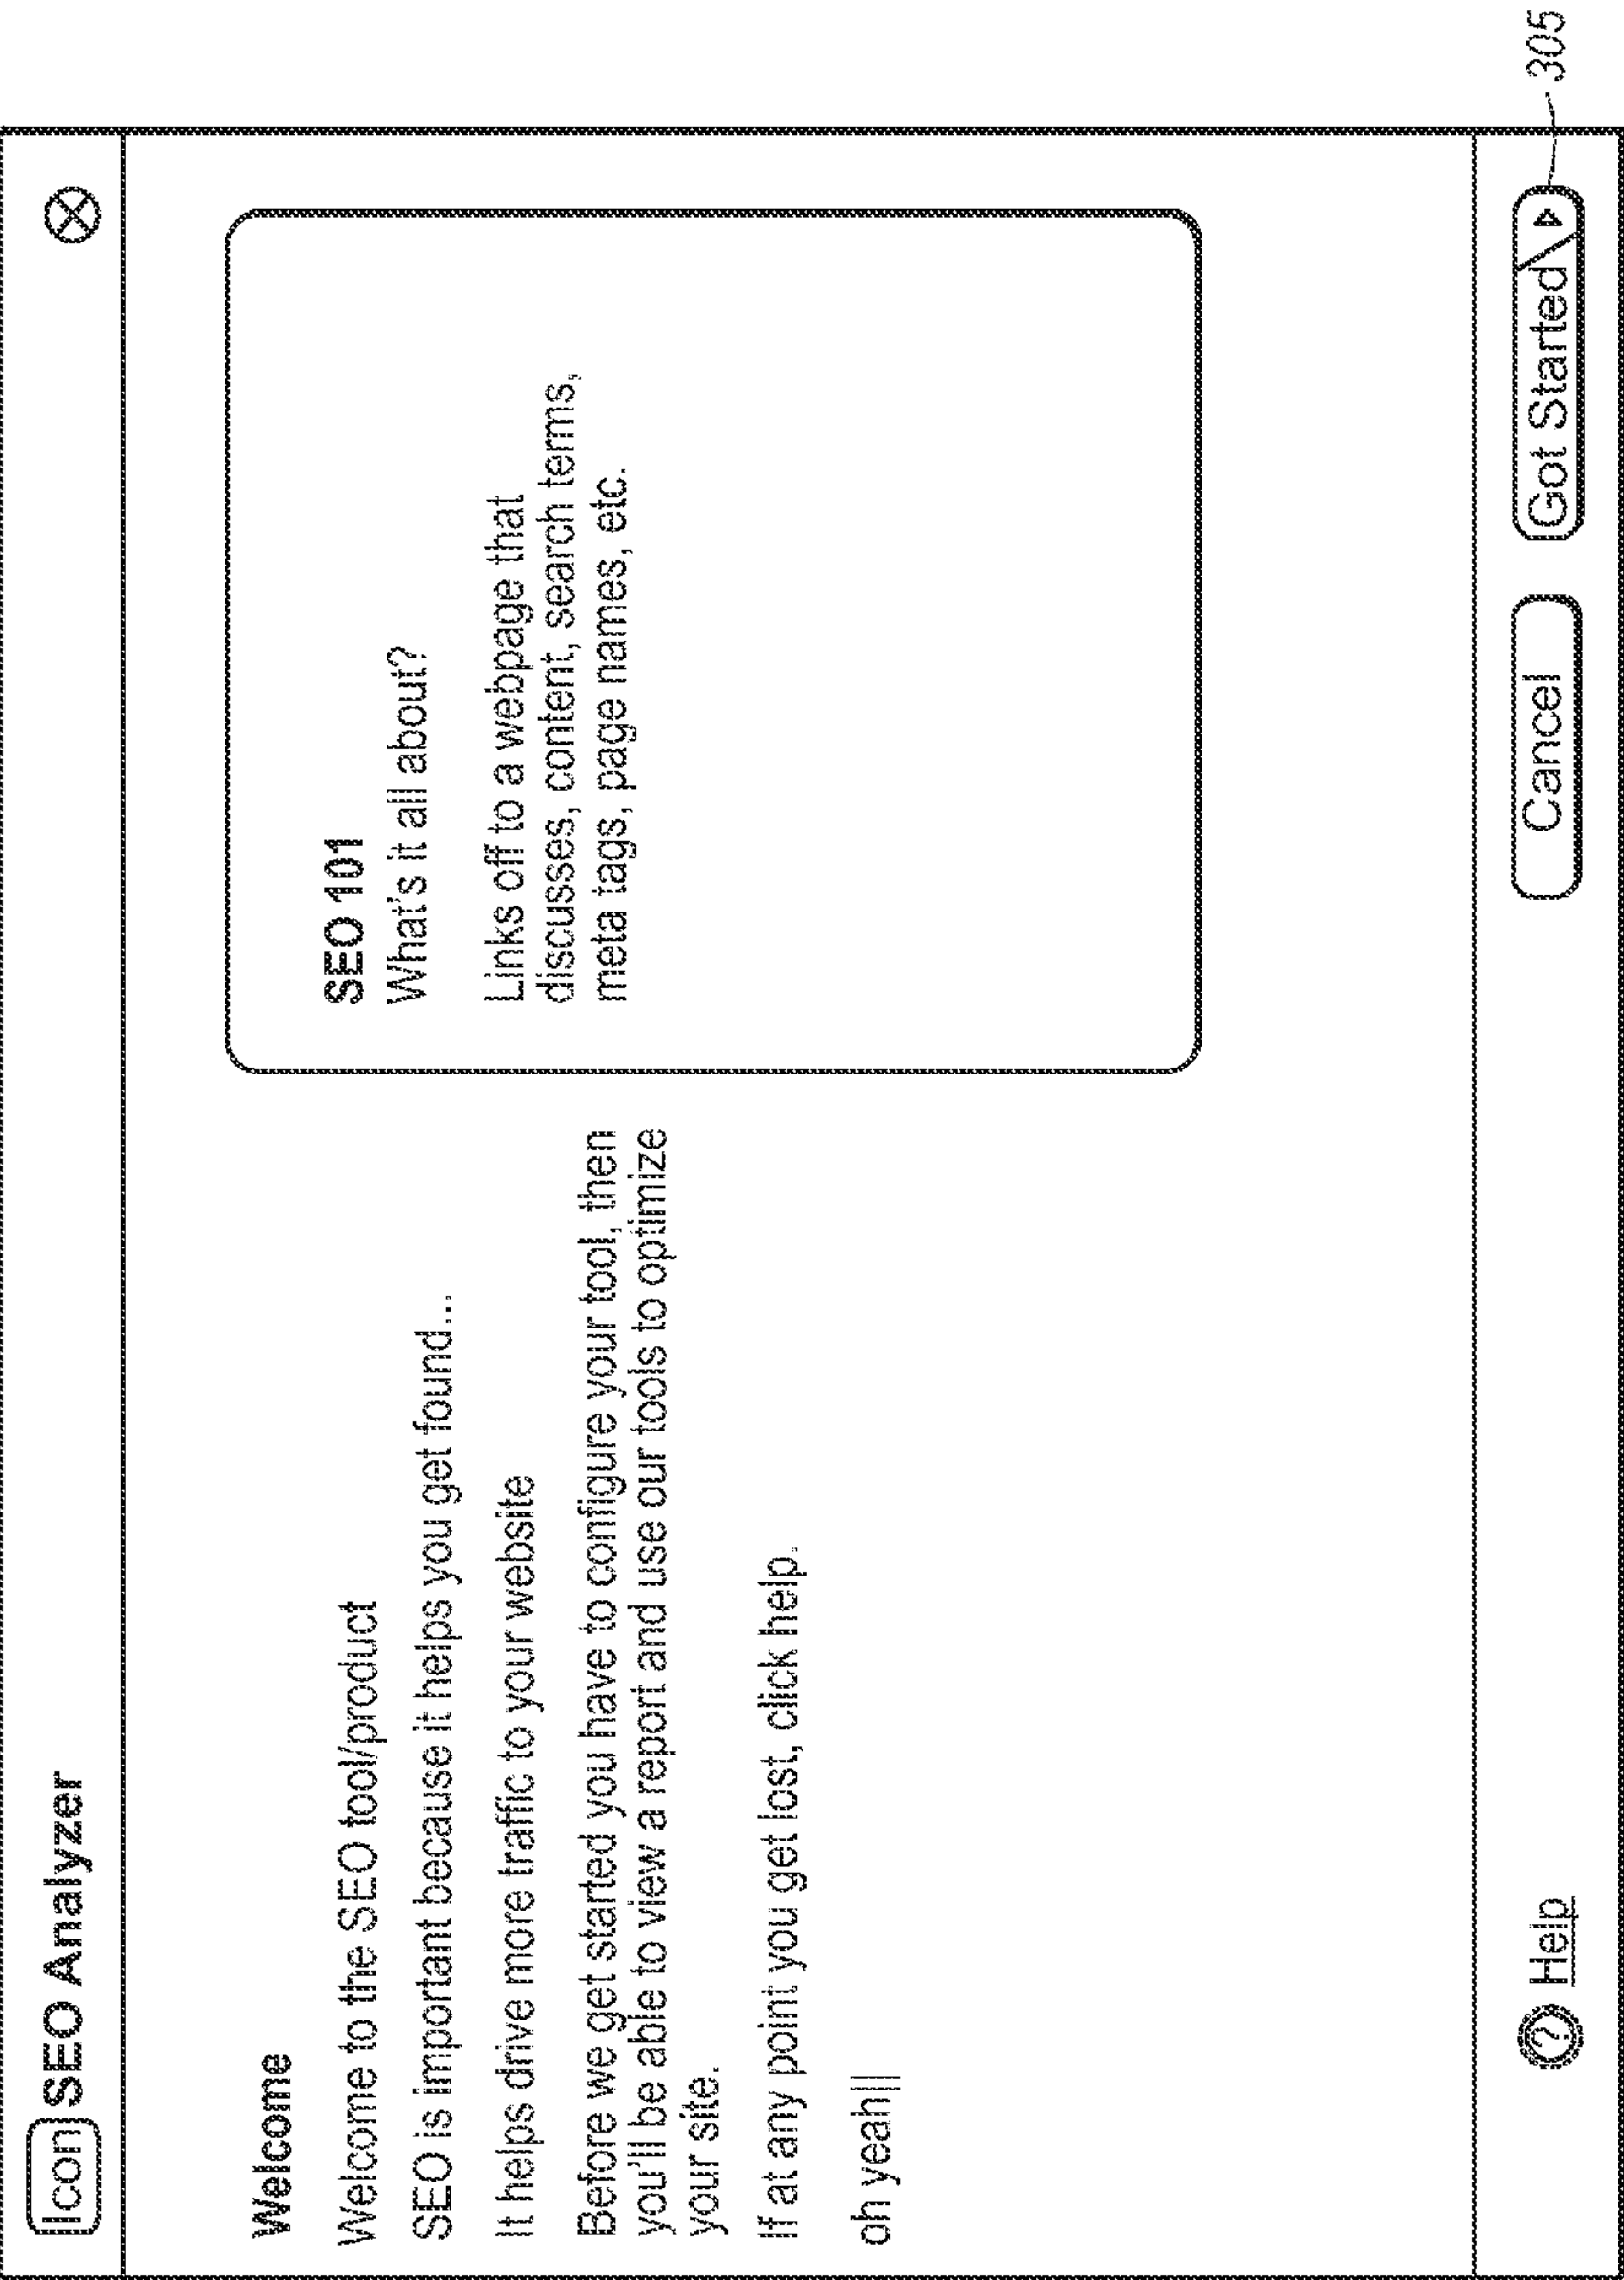 Icon SEO Analyzer
Welcome
Welcome to the SEO tool/product
SEO is important because it helps you get found...
It helps drive more traffic to your website
Before we get started you have to configure your tool, then
you'll be able to view a report and use our tools to optimize
your site.
If at any point you get lost, click help.
oh yeah|||
SEO 101
What's it all about?
Links off to a webpage that
discusses, content, search terms,
meta tags, page names, etc.
? Help
Cancel
Got Started
305